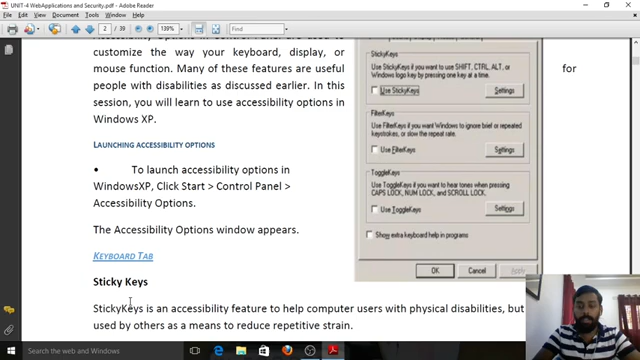 UNIT-4 WebApplications and Security.pdf - Adobe Reader
File Edit View Document Tools Window Help
2 / 39 139% Find
customize the way your keyboard, display, or
mouse function. Many of these features are useful for
people with disabilities as discussed earlier. In this
session, you will learn to use accessibility options in
Windows XP.
LAUNCHING ACCESSIBILITY OPTIONS
• To launch accessibility options in
WindowsXP, Click Start > Control Panel >
Accessibility Options.
The Accessibility Options window appears.
KEYBOARD TAB
Sticky Keys
StickyKeys is an accessibility feature to help computer users with physical disabilities, but
used by others as a means to reduce repetitive strain.
StickyKeys
Use StickyKeys if you want to use SHIFT, CTRL, ALT, or
Windows logo key by pressing one key at a time.
Use StickyKeys Settings
FilterKeys
Use FilterKeys if you want Windows to ignore brief or repeated
keystrokes, or slow the repeat rate.
Use FilterKeys Settings
ToggleKeys
Use ToggleKeys if you want to hear tones when pressing
CAPS LOCK, NUM LOCK, and SCROLL LOCK.
Use ToggleKeys Settings
Show extra keyboard help in programs
OK Cancel Apply
Search the web and Windows